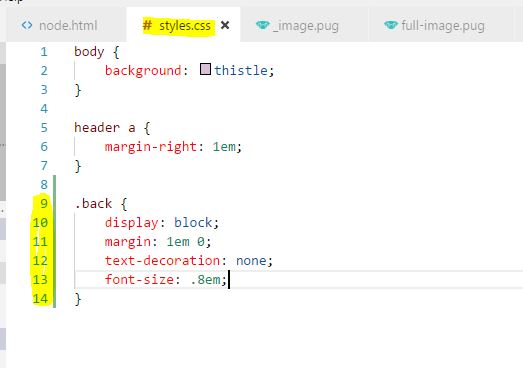 <> node.html # styles.css × _image.pug full-image.pug
1 body {
2 background: thistle;
3 }
4
5 header a {
6 margin-right: 1em;
7 }
8
9 .back {
10 display: block;
11 margin: 1em 0;
12 text-decoration: none;
13 font-size: .8em;
14 }